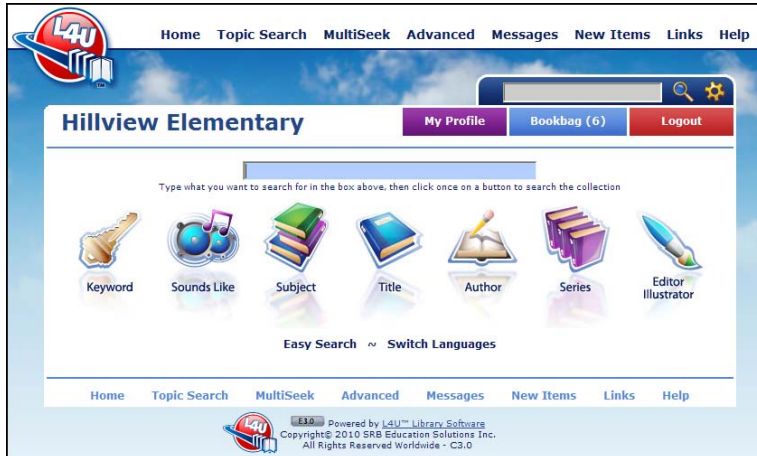 L4U
Home Topic Search MultiSeek Advanced Messages New Items Links Help
TM
Hillview Elementary
My Profile Bookbag (6) Logout
Type what you want to search for in the box above, then click once on a button to search the collection
Keyword Sounds Like Subject Title Author Series Editor Illustrator
Easy Search ~ Switch Languages
Home Topic Search MultiSeek Advanced Messages New Items Links Help
L4U
E3.0 Powered by L4U™ Library Software
Copyright© 2010 SRB Education Solutions Inc.
All Rights Reserved Worldwide - C3.0